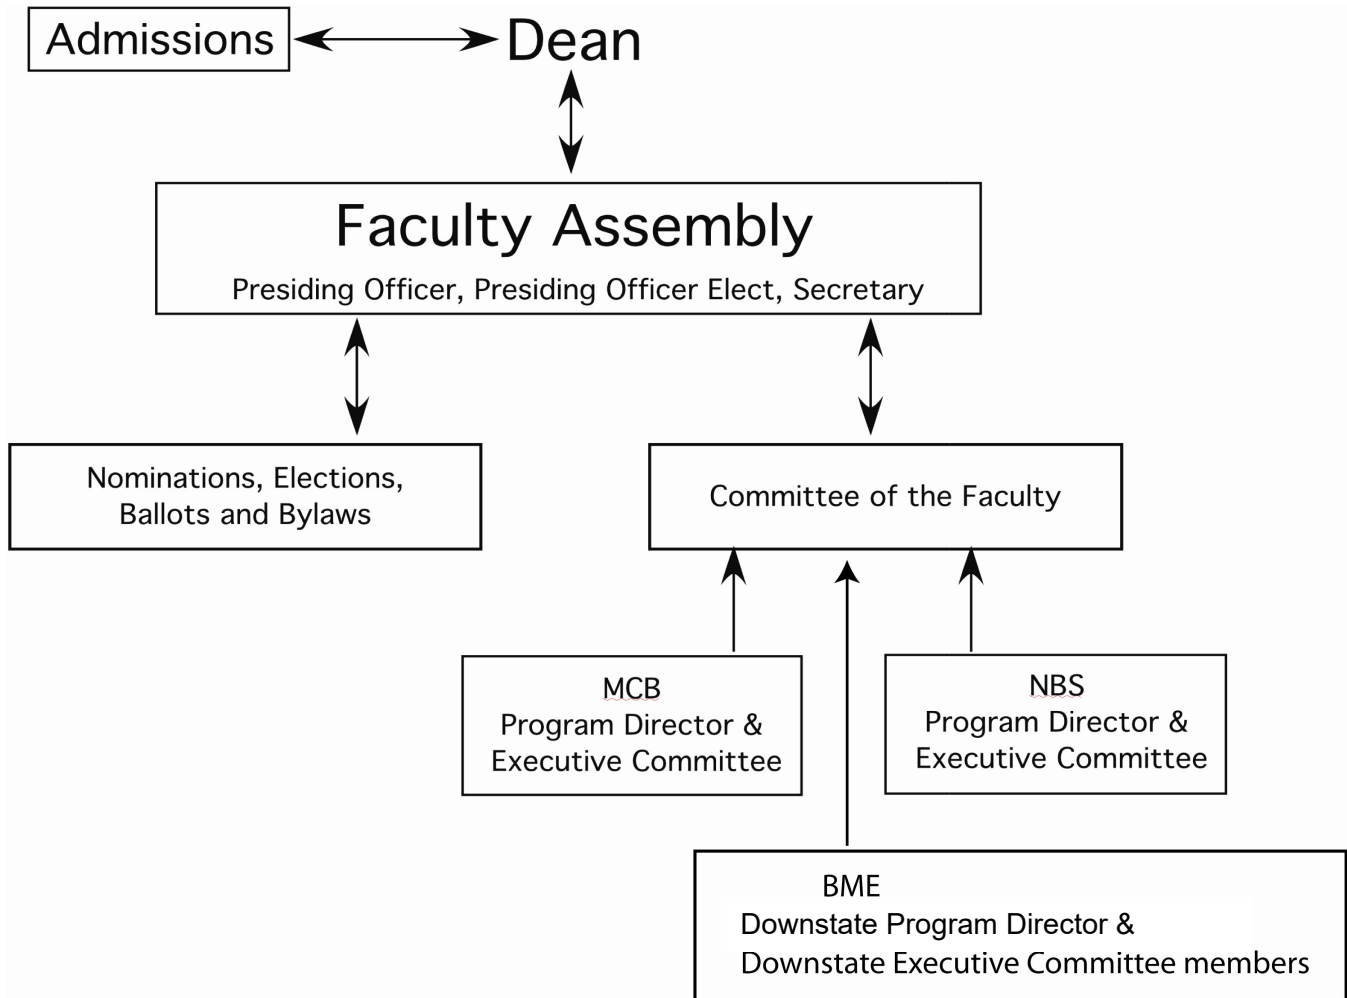 Admissions
Dean
Faculty Assembly
Presiding Officer, Presiding Officer Elect, Secretary
Nominations, Elections,
Ballots and Bylaws
Committee of the Faculty
MCB
Program Director &
Executive Committee
NBS
Program Director &
Executive Committee
BME
Downstate Program Director &
Downstate Executive Committee members